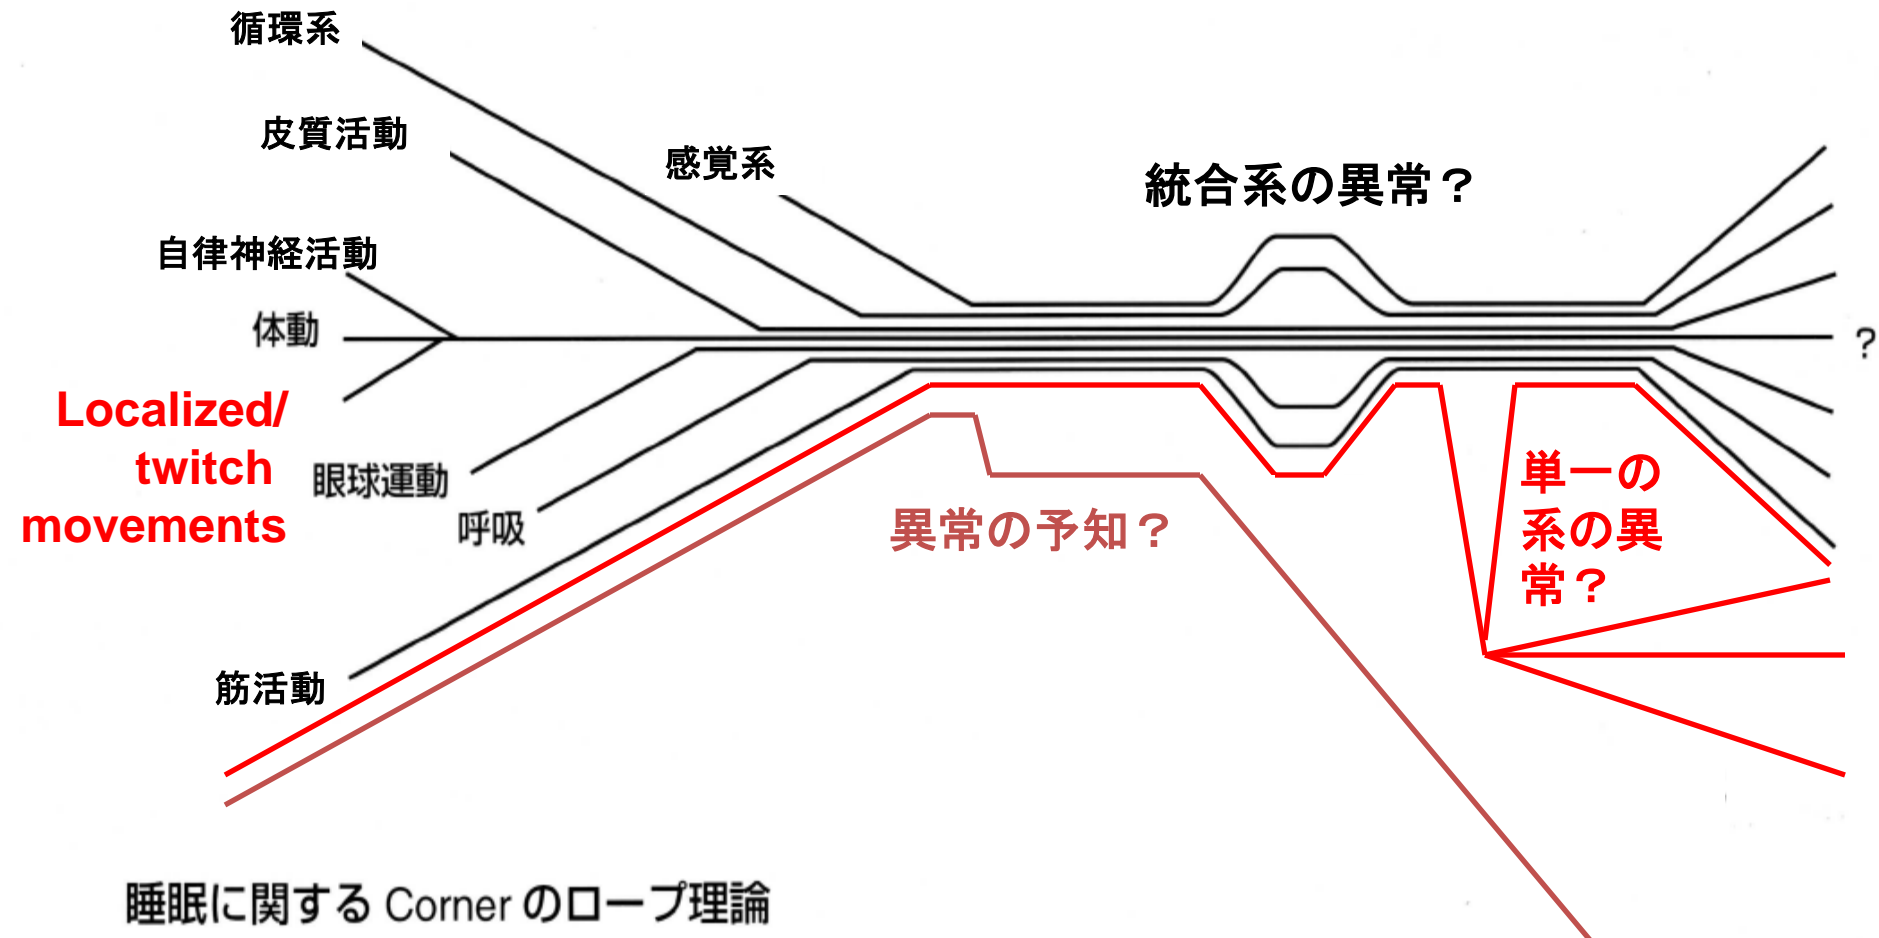 循環系
皮質活動
感覚系
統合系の異常？
自律神経活動
体動
?
Localized/
twitch
movements
眼球運動
呼吸
単一の
系の異
常？
異常の予知？
筋活動
睡眠に関する Corner のロープ理論